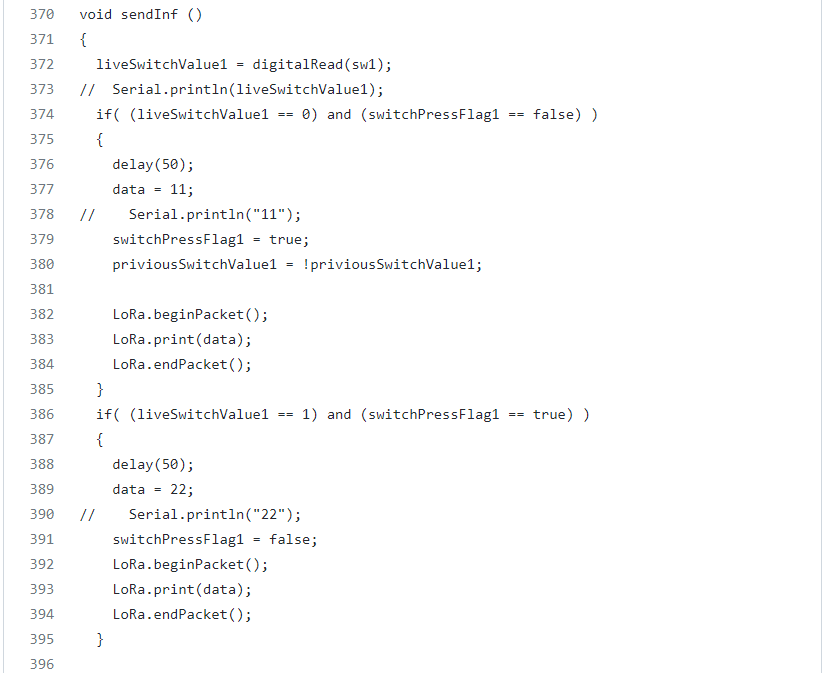 370 void sendInf ()
371 {
372   liveSwitchValue1 = digitalRead(sw1);
373 //  Serial.println(liveSwitchValue1);
374   if( (liveSwitchValue1 == 0) and (switchPressFlag1 == false) )
375   {
376     delay(50);
377     data = 11;
378 //    Serial.println("11");
379     switchPressFlag1 = true;
380     priviousSwitchValue1 = !priviousSwitchValue1;
381
382     LoRa.beginPacket();
383     LoRa.print(data);
384     LoRa.endPacket();
385   }
386   if( (liveSwitchValue1 == 1) and (switchPressFlag1 == true) )
387   {
388     delay(50);
389     data = 22;
390 //    Serial.println("22");
391     switchPressFlag1 = false;
392     LoRa.beginPacket();
393     LoRa.print(data);
394     LoRa.endPacket();
395   }
396